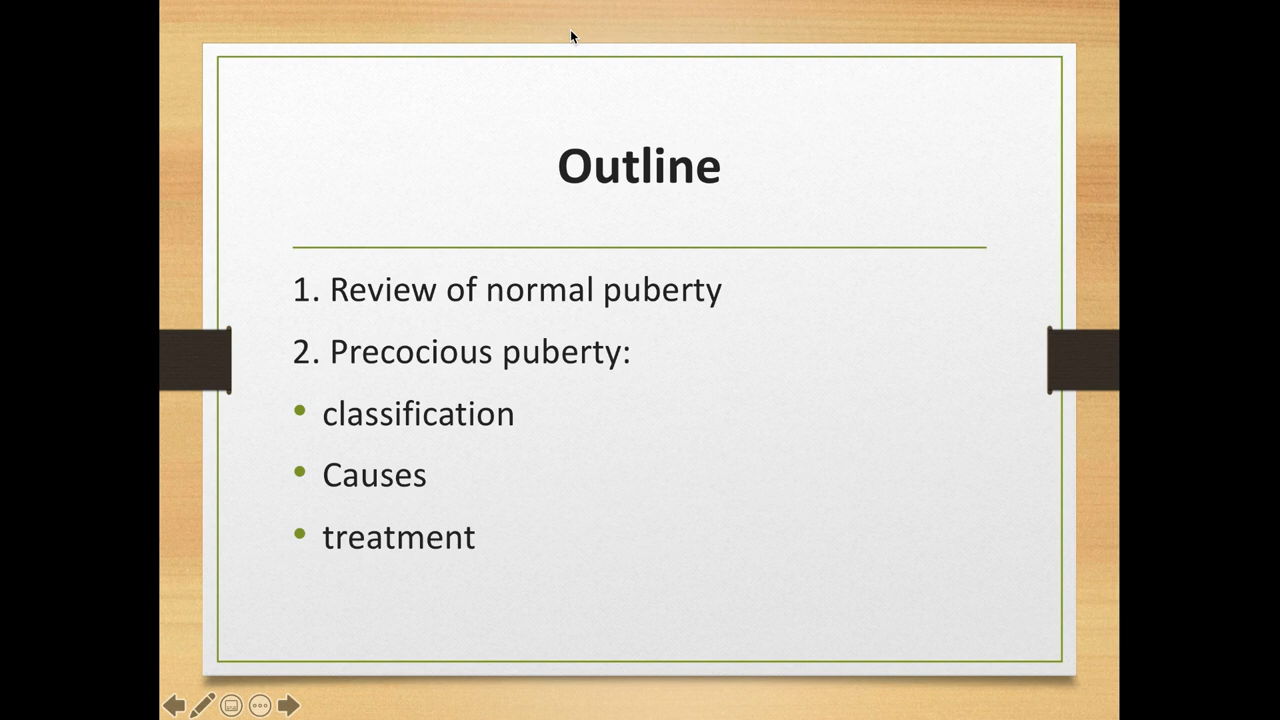 Outline
1. Review of normal puberty
2. Precocious puberty:
• classification
• Causes
• treatment